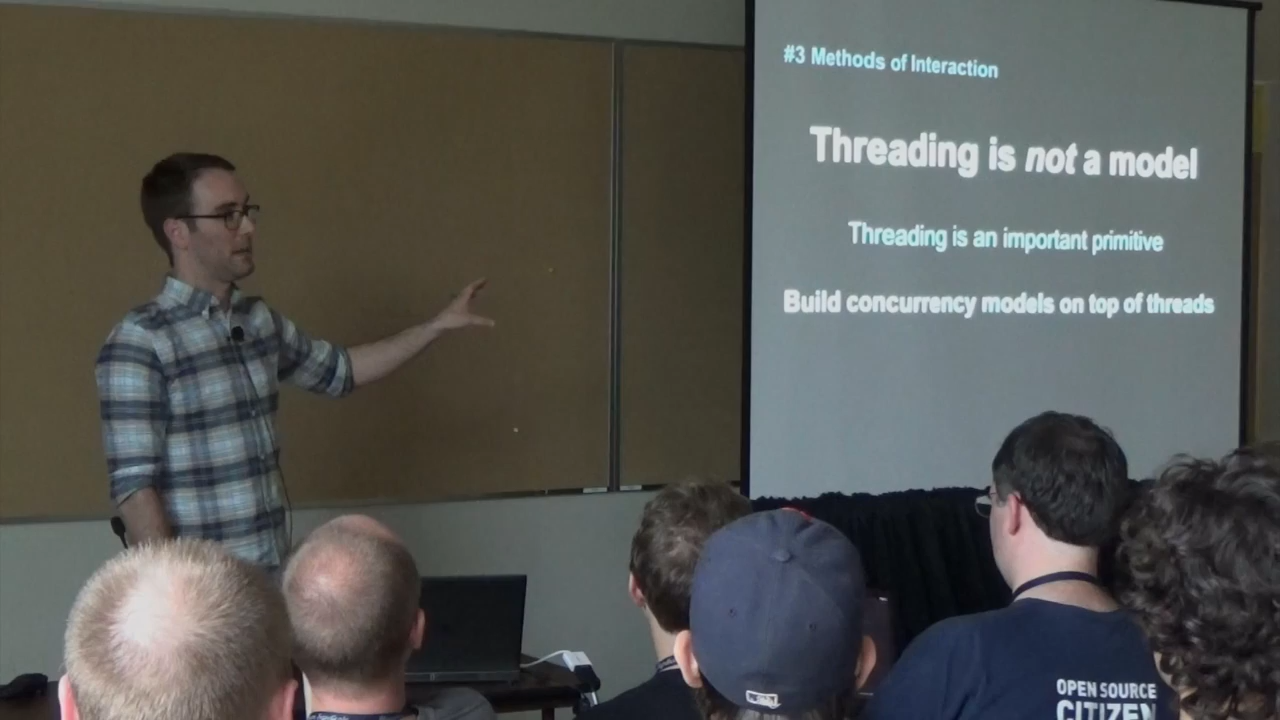 #3 Methods of Interaction
Threading is not a model
Threading is an important primitive
Build concurrency models on top of threads
OPEN SOURCE
CITIZEN